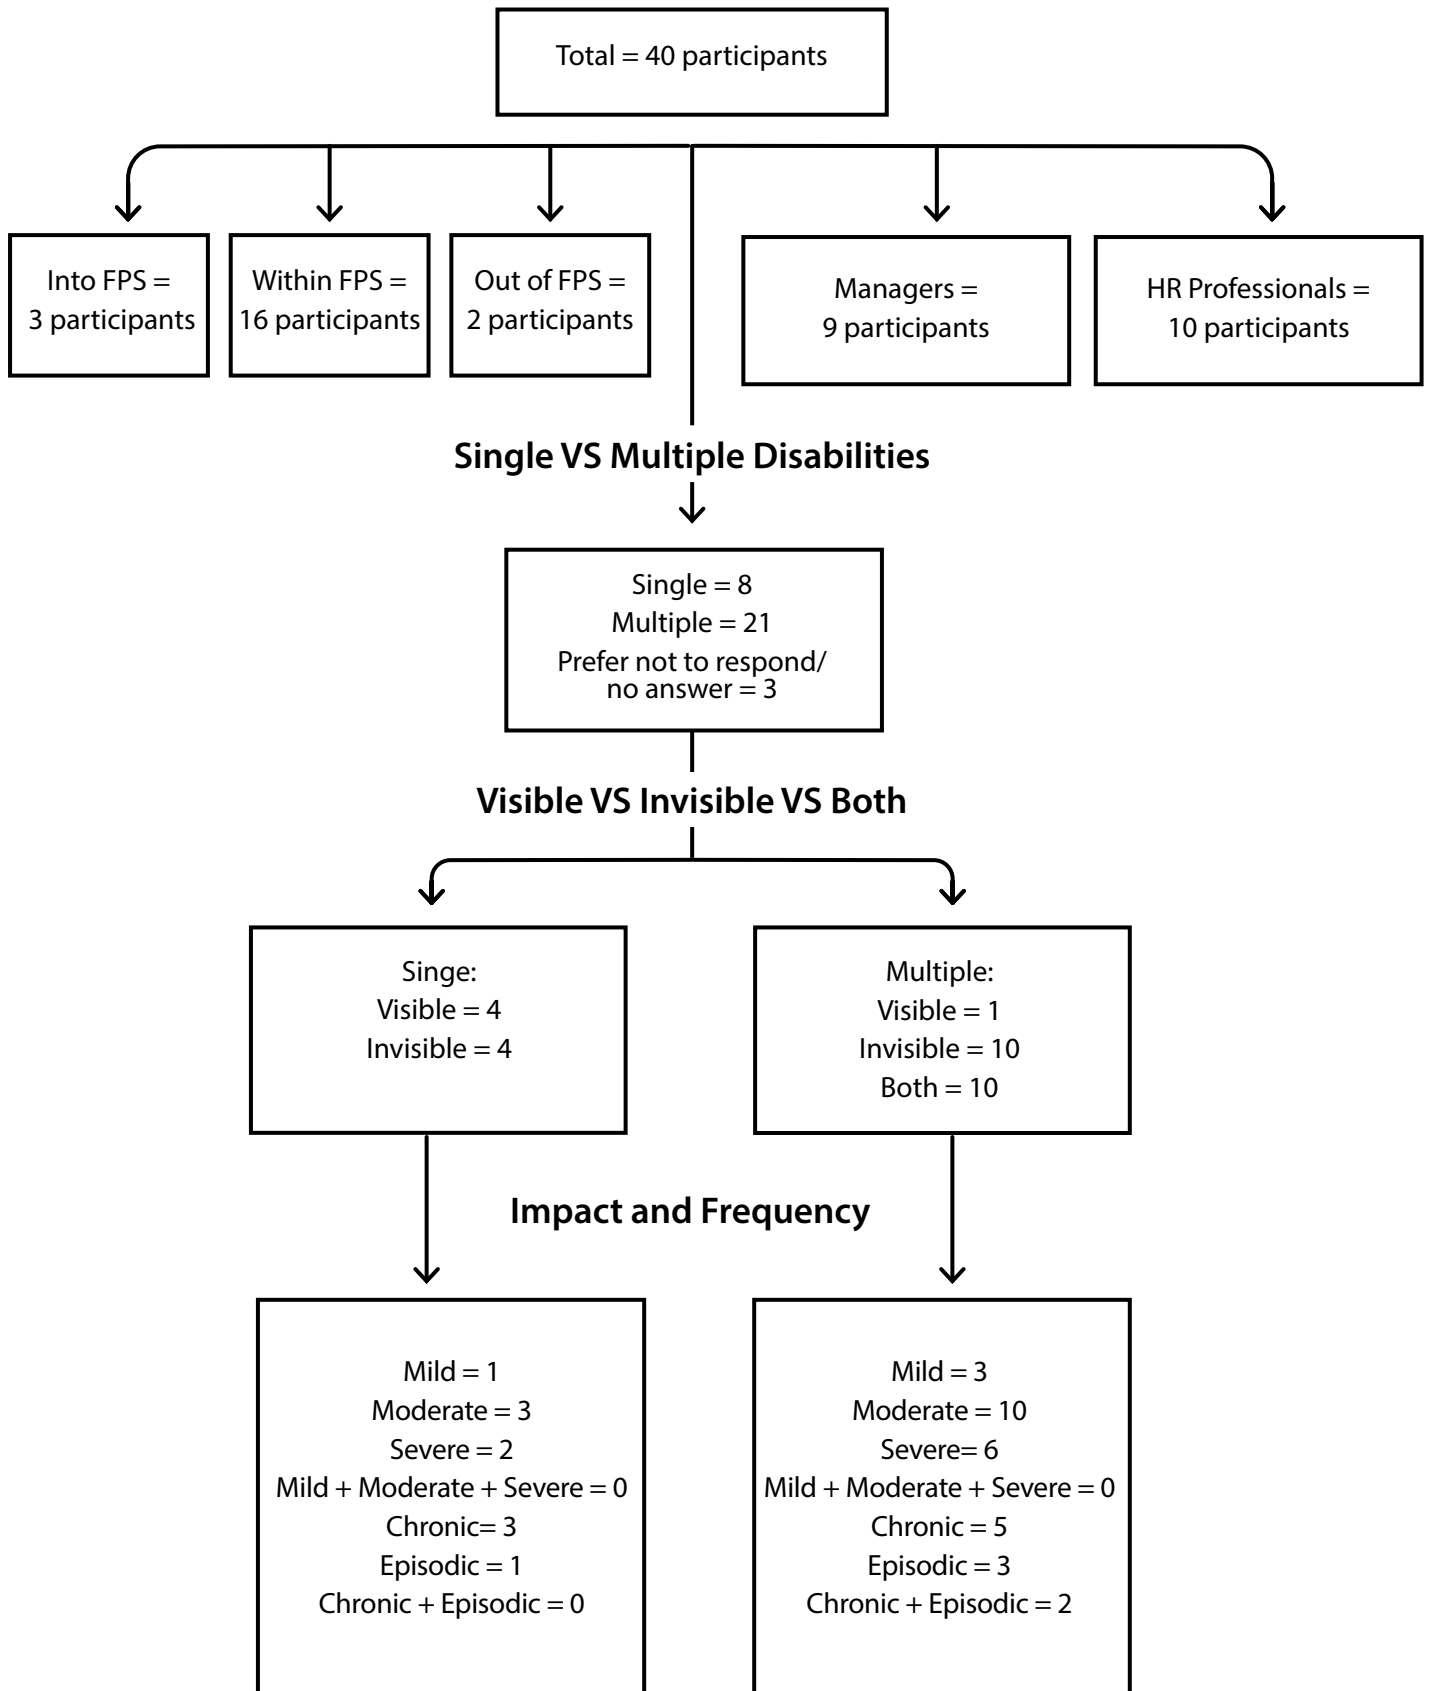 Total = 40 participants
Into FPS =
3 participants
Within FPS =
16 participants
Out of FPS =
2 participants
Managers =
9 participants
HR Professionals =
10 participants
Single VS Multiple Disabilities
Single = 8
Multiple = 21
Prefer not to respond/
no answer = 3
Visible VS Invisible VS Both
Singe:
Visible = 4
Invisible = 4
Multiple:
Visible = 1
Invisible = 10
Both = 10
Impact and Frequency
Mild = 1
Moderate = 3
Severe = 2
Mild + Moderate + Severe = 0
Chronic= 3
Episodic = 1
Chronic + Episodic = 0
Mild = 3
Moderate = 10
Severe= 6
Mild + Moderate + Severe = 0
Chronic = 5
Episodic = 3
Chronic + Episodic = 2